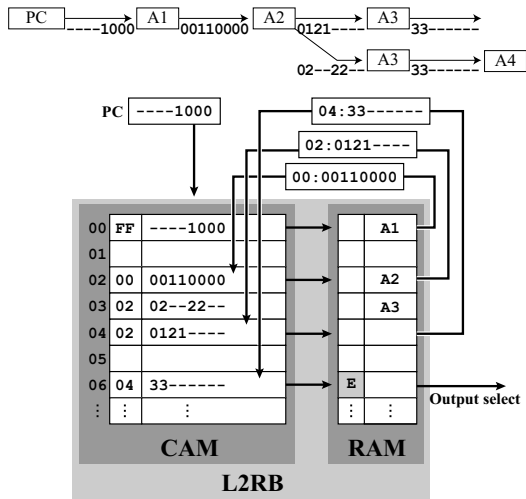 PC ----1000 A1 00110000 A2 0121---- A3 33------
02--22-- A3 33------ A4
PC ----1000
04:33------
02:0121----
00:00110000
00 FF ----1000 A1
01
02 00 00110000 A2
03 02 02--22-- A3
04 02 0121----
05
06 04 33------ E
Output select
⋮ ⋮ ⋮ ⋮ ⋮
CAM RAM
L2RB